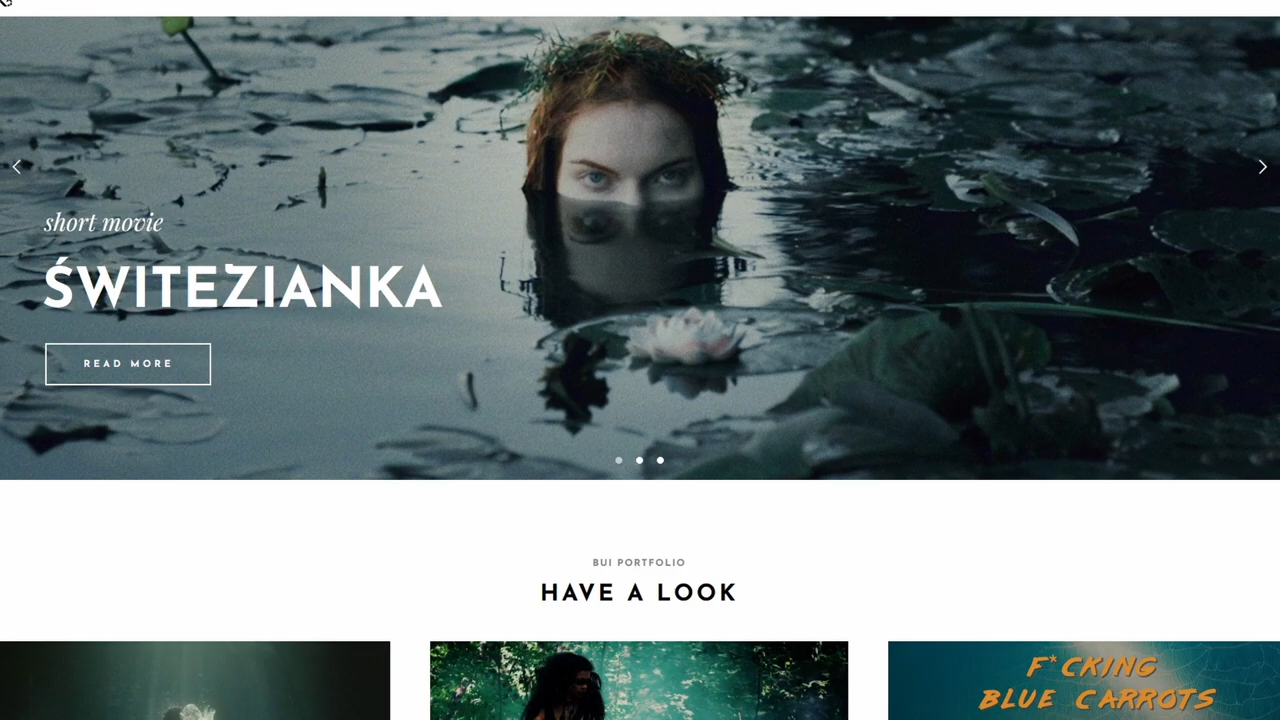 short movie
ŚWITEZIANKA
READ MORE
BUI PORTFOLIO
HAVE A LOOK
F*CKING
BLUE CARROTS